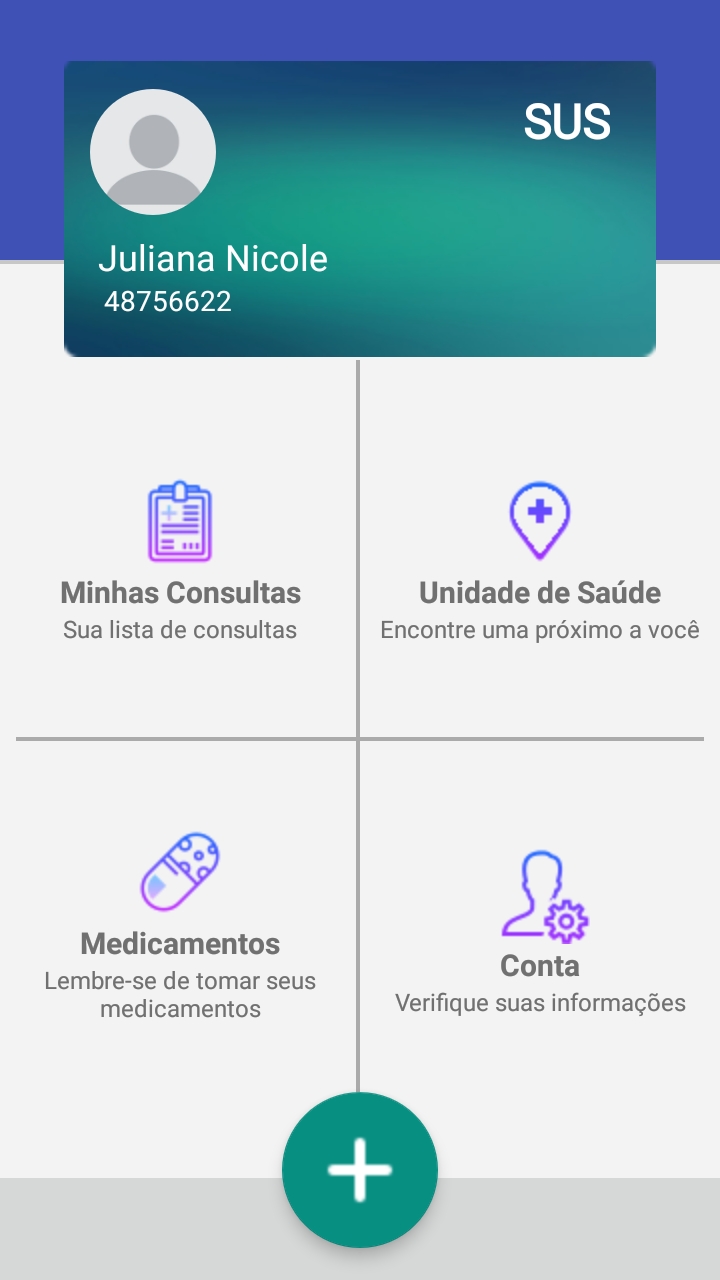 SUS
Juliana Nicole
48756622
Minhas Consultas
Sua lista de consultas
Unidade de Saúde
Encontre uma próximo a você
Medicamentos
Lembre-se de tomar seus
medicamentos
Conta
Verifique suas informações